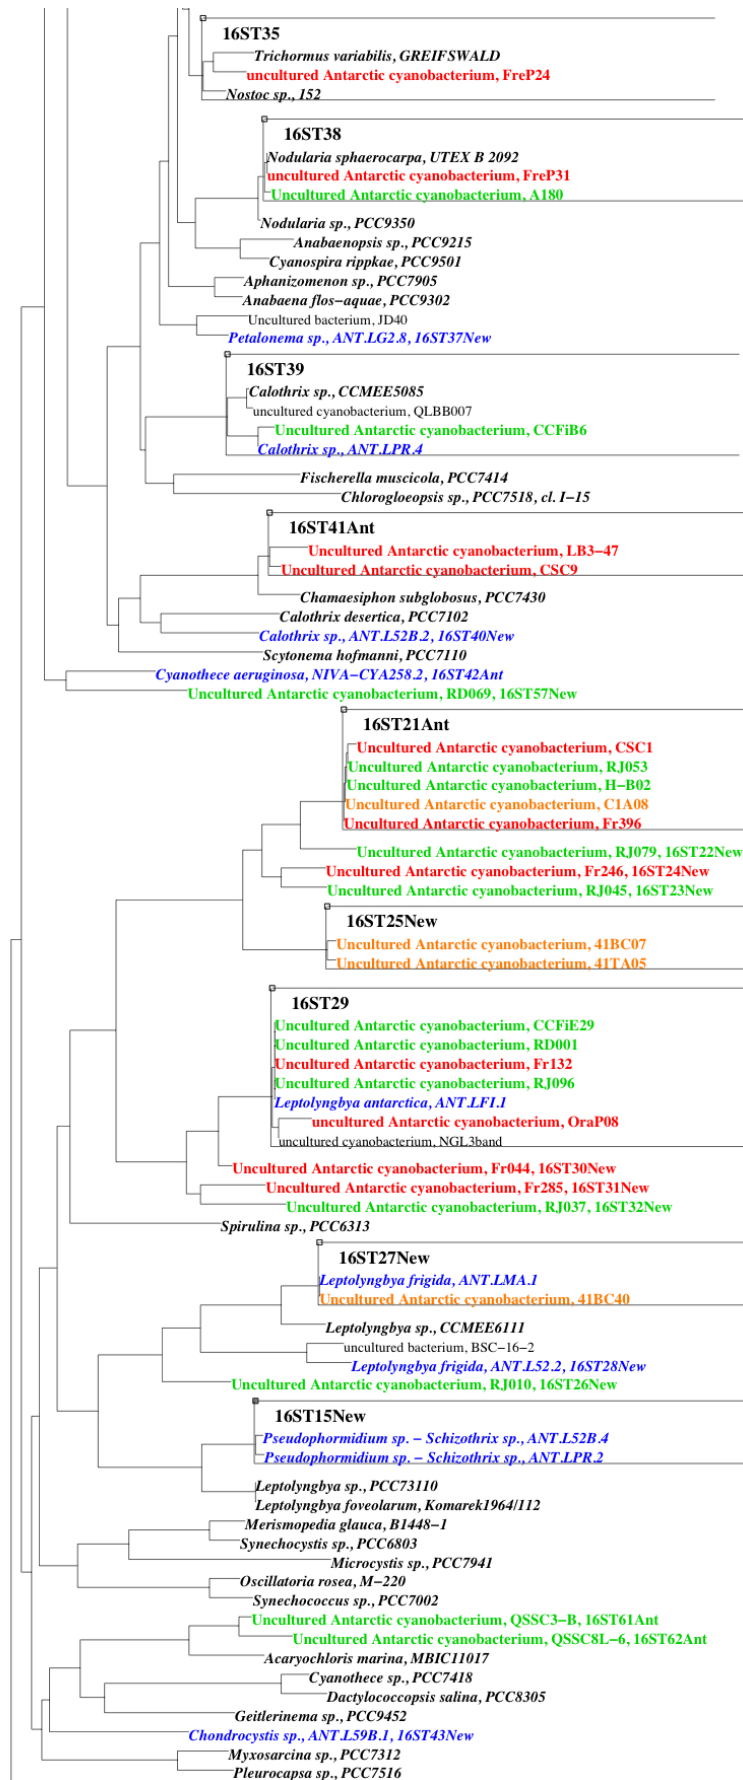 16ST35
Trichormus variabilis, GREIFSWALD
uncultured Antarctic cyanobacterium, FreP24
Nostoc sp., 152
16ST38
Nodularia sphaerocarpa, UTEX B 2092
uncultured Antarctic cyanobacterium, FreP31
Uncultured Antarctic cyanobacterium, A180
Nodularia sp., PCC9350
Anabaenopsis sp., PCC9215
Cyanospira rippkae, PCC9501
Aphanizomenon sp., PCC7905
Anabaena flos−aquae, PCC9302
Uncultured bacterium, JD40
Petalonema sp., ANT.LG2.8, 16ST37New
16ST39
Calothrix sp., CCMEE5085
uncultured cyanobacterium, QLBB007
Uncultured Antarctic cyanobacterium, CCFiB6
Calothrix sp., ANT.LPR.4
Fischerella muscicola, PCC7414
Chlorogloeopsis sp., PCC7518, cl. I−15
16ST41Ant
Uncultured Antarctic cyanobacterium, LB3−47
Uncultured Antarctic cyanobacterium, CSC9
Chamaesiphon subglobosus, PCC7430
Calothrix desertica, PCC7102
Calothrix sp., ANT.L52B.2, 16ST40New
Scytonema hofmanni, PCC7110
Cyanothece aeruginosa, NIVA−CYA258.2, 16ST42Ant
Uncultured Antarctic cyanobacterium, RD069, 16ST57New
16ST21Ant
Uncultured Antarctic cyanobacterium, CSC1
Uncultured Antarctic cyanobacterium, RJ053
Uncultured Antarctic cyanobacterium, H−B02
Uncultured Antarctic cyanobacterium, C1A08
Uncultured Antarctic cyanobacterium, Fr396
Uncultured Antarctic cyanobacterium, RJ079, 16ST22New
Uncultured Antarctic cyanobacterium, Fr246, 16ST24New
Uncultured Antarctic cyanobacterium, RJ045, 16ST23New
16ST25New
Uncultured Antarctic cyanobacterium, 41BC07
Uncultured Antarctic cyanobacterium, 41TA05
16ST29
Uncultured Antarctic cyanobacterium, CCFiE29
Uncultured Antarctic cyanobacterium, RD001
Uncultured Antarctic cyanobacterium, Fr132
Uncultured Antarctic cyanobacterium, RJ096
Leptolyngbya antarctica, ANT.LFI.1
uncultured Antarctic cyanobacterium, OraP08
uncultured cyanobacterium, NGL3band
Uncultured Antarctic cyanobacterium, Fr044, 16ST30New
Uncultured Antarctic cyanobacterium, Fr285, 16ST31New
Uncultured Antarctic cyanobacterium, RJ037, 16ST32New
Spirulina sp., PCC6313
16ST27New
Leptolyngbya frigida, ANT.LMA.1
Uncultured Antarctic cyanobacterium, 41BC40
Leptolyngbya sp., CCMEE6111
uncultured bacterium, BSC−16−2
Leptolyngbya frigida, ANT.L52.2, 16ST28New
Uncultured Antarctic cyanobacterium, RJ010, 16ST26New
16ST15New
Pseudophormidium sp. − Schizothrix sp., ANT.L52B.4
Pseudophormidium sp. − Schizothrix sp., ANT.LPR.2
Leptolyngbya sp., PCC73110
Leptolyngbya foveolarum, Komarek1964/112
Merismopedia glauca, B1448−1
Synechocystis sp., PCC6803
Microcystis sp., PCC7941
Oscillatoria rosea, M−220
Synechococcus sp., PCC7002
Uncultured Antarctic cyanobacterium, QSSC3−B, 16ST61Ant
Uncultured Antarctic cyanobacterium, QSSC8L−6, 16ST62Ant
Acaryochloris marina, MBIC11017
Cyanothece sp., PCC7418
Dactylococcopsis salina, PCC8305
Geitlerinema sp., PCC9452
Chondrocystis sp., ANT.L59B.1, 16ST43New
Myxosarcina sp., PCC7312
Pleurocapsa sp., PCC7516